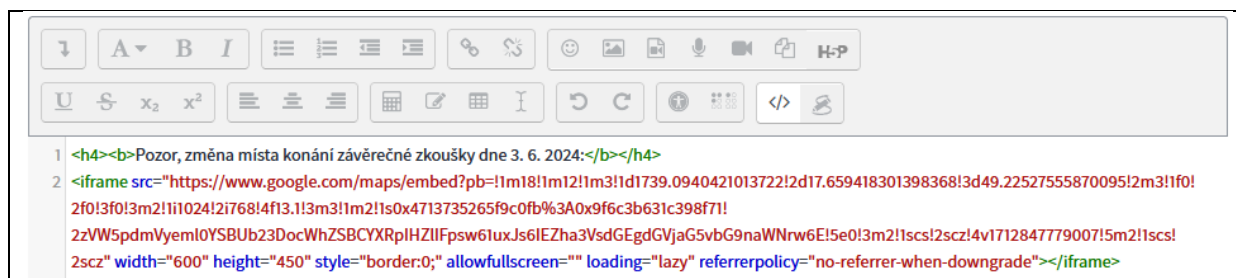 A B I H5P
U S x₂ x² </>
1 <h4><b>Pozor, změna místa konání závěrečné zkoušky dne 3. 6. 2024:</b></h4>
2 <iframe src="https://www.google.com/maps/embed?pb=!1m18!1m12!1m3!1d1739.0940421013722!2d17.659418301398368!3d49.22527555870095!2m3!1f0!
2f0!3f0!3m2!1i1024!2i768!4f13.1!3m3!1m2!1s0x4713735265f9c0fb%3A0x9f6c3b631c398f71!
2zVW5pdmVyeml0YSBUb23DocWhZSBCYXRpIHZlIFpsw61uxJs6IEZha3VsdGEgdGVjaG5vbG9naWNrw6E!5e0!3m2!1scs!2scz!4v1712847779007!5m2!1scs!
2scz" width="600" height="450" style="border:0;" allowfullscreen="" loading="lazy" referrerpolicy="no-referrer-when-downgrade"></iframe>